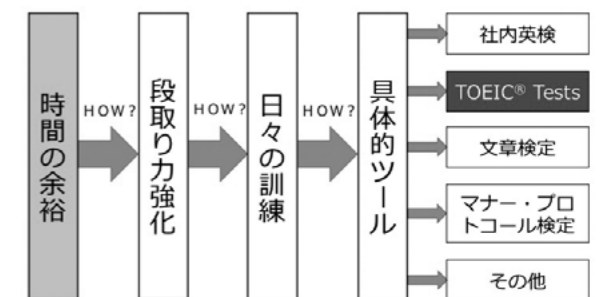 時間の余裕
HOW?
段取り力強化
HOW?
日々の訓練
HOW?
具体的ツール
社内英検
TOEIC® Tests
文章検定
マナー・プロ
トコール検定
その他